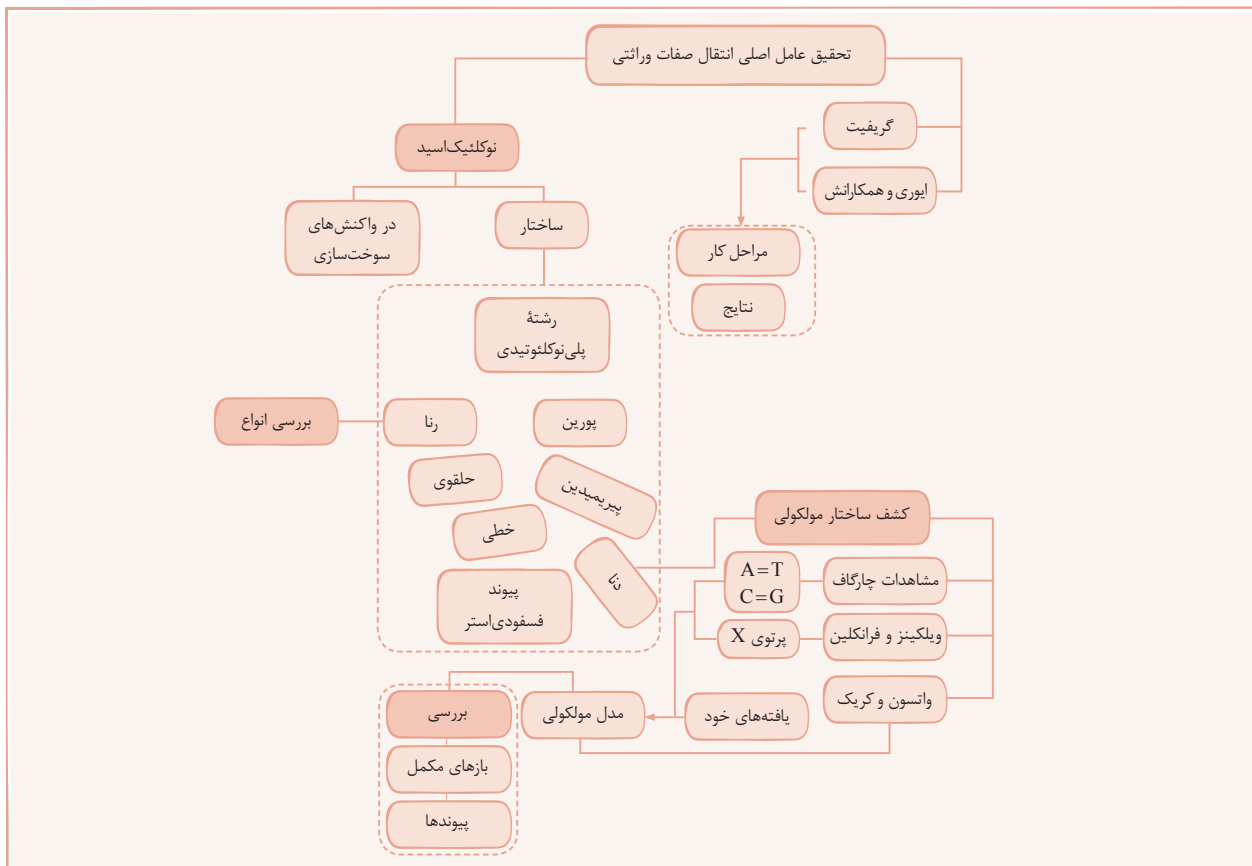 تحقیق عامل اصلی انتقال صفات وراثتی
گریفیت
ایوری و همکارانش
مراحل کار
نتایج
نوکلئیک‌اسید
ساختار
در واکنش‌های
سوخت‌سازی
رشتهٔ
پلی‌نوکلئوتیدی
پورین
رنا
بررسی انواع
حلقوی
پیریمیدین
خطی
دنا
پیوند
فسفودی‌استر
کشف ساختار مولکولی
مشاهدات چارگاف
A=T
C=G
ویلکینز و فرانکلین
پرتوی X
واتسون و کریک
یافته‌های خود
مدل مولکولی
بررسی
بازهای مکمل
پیوندها